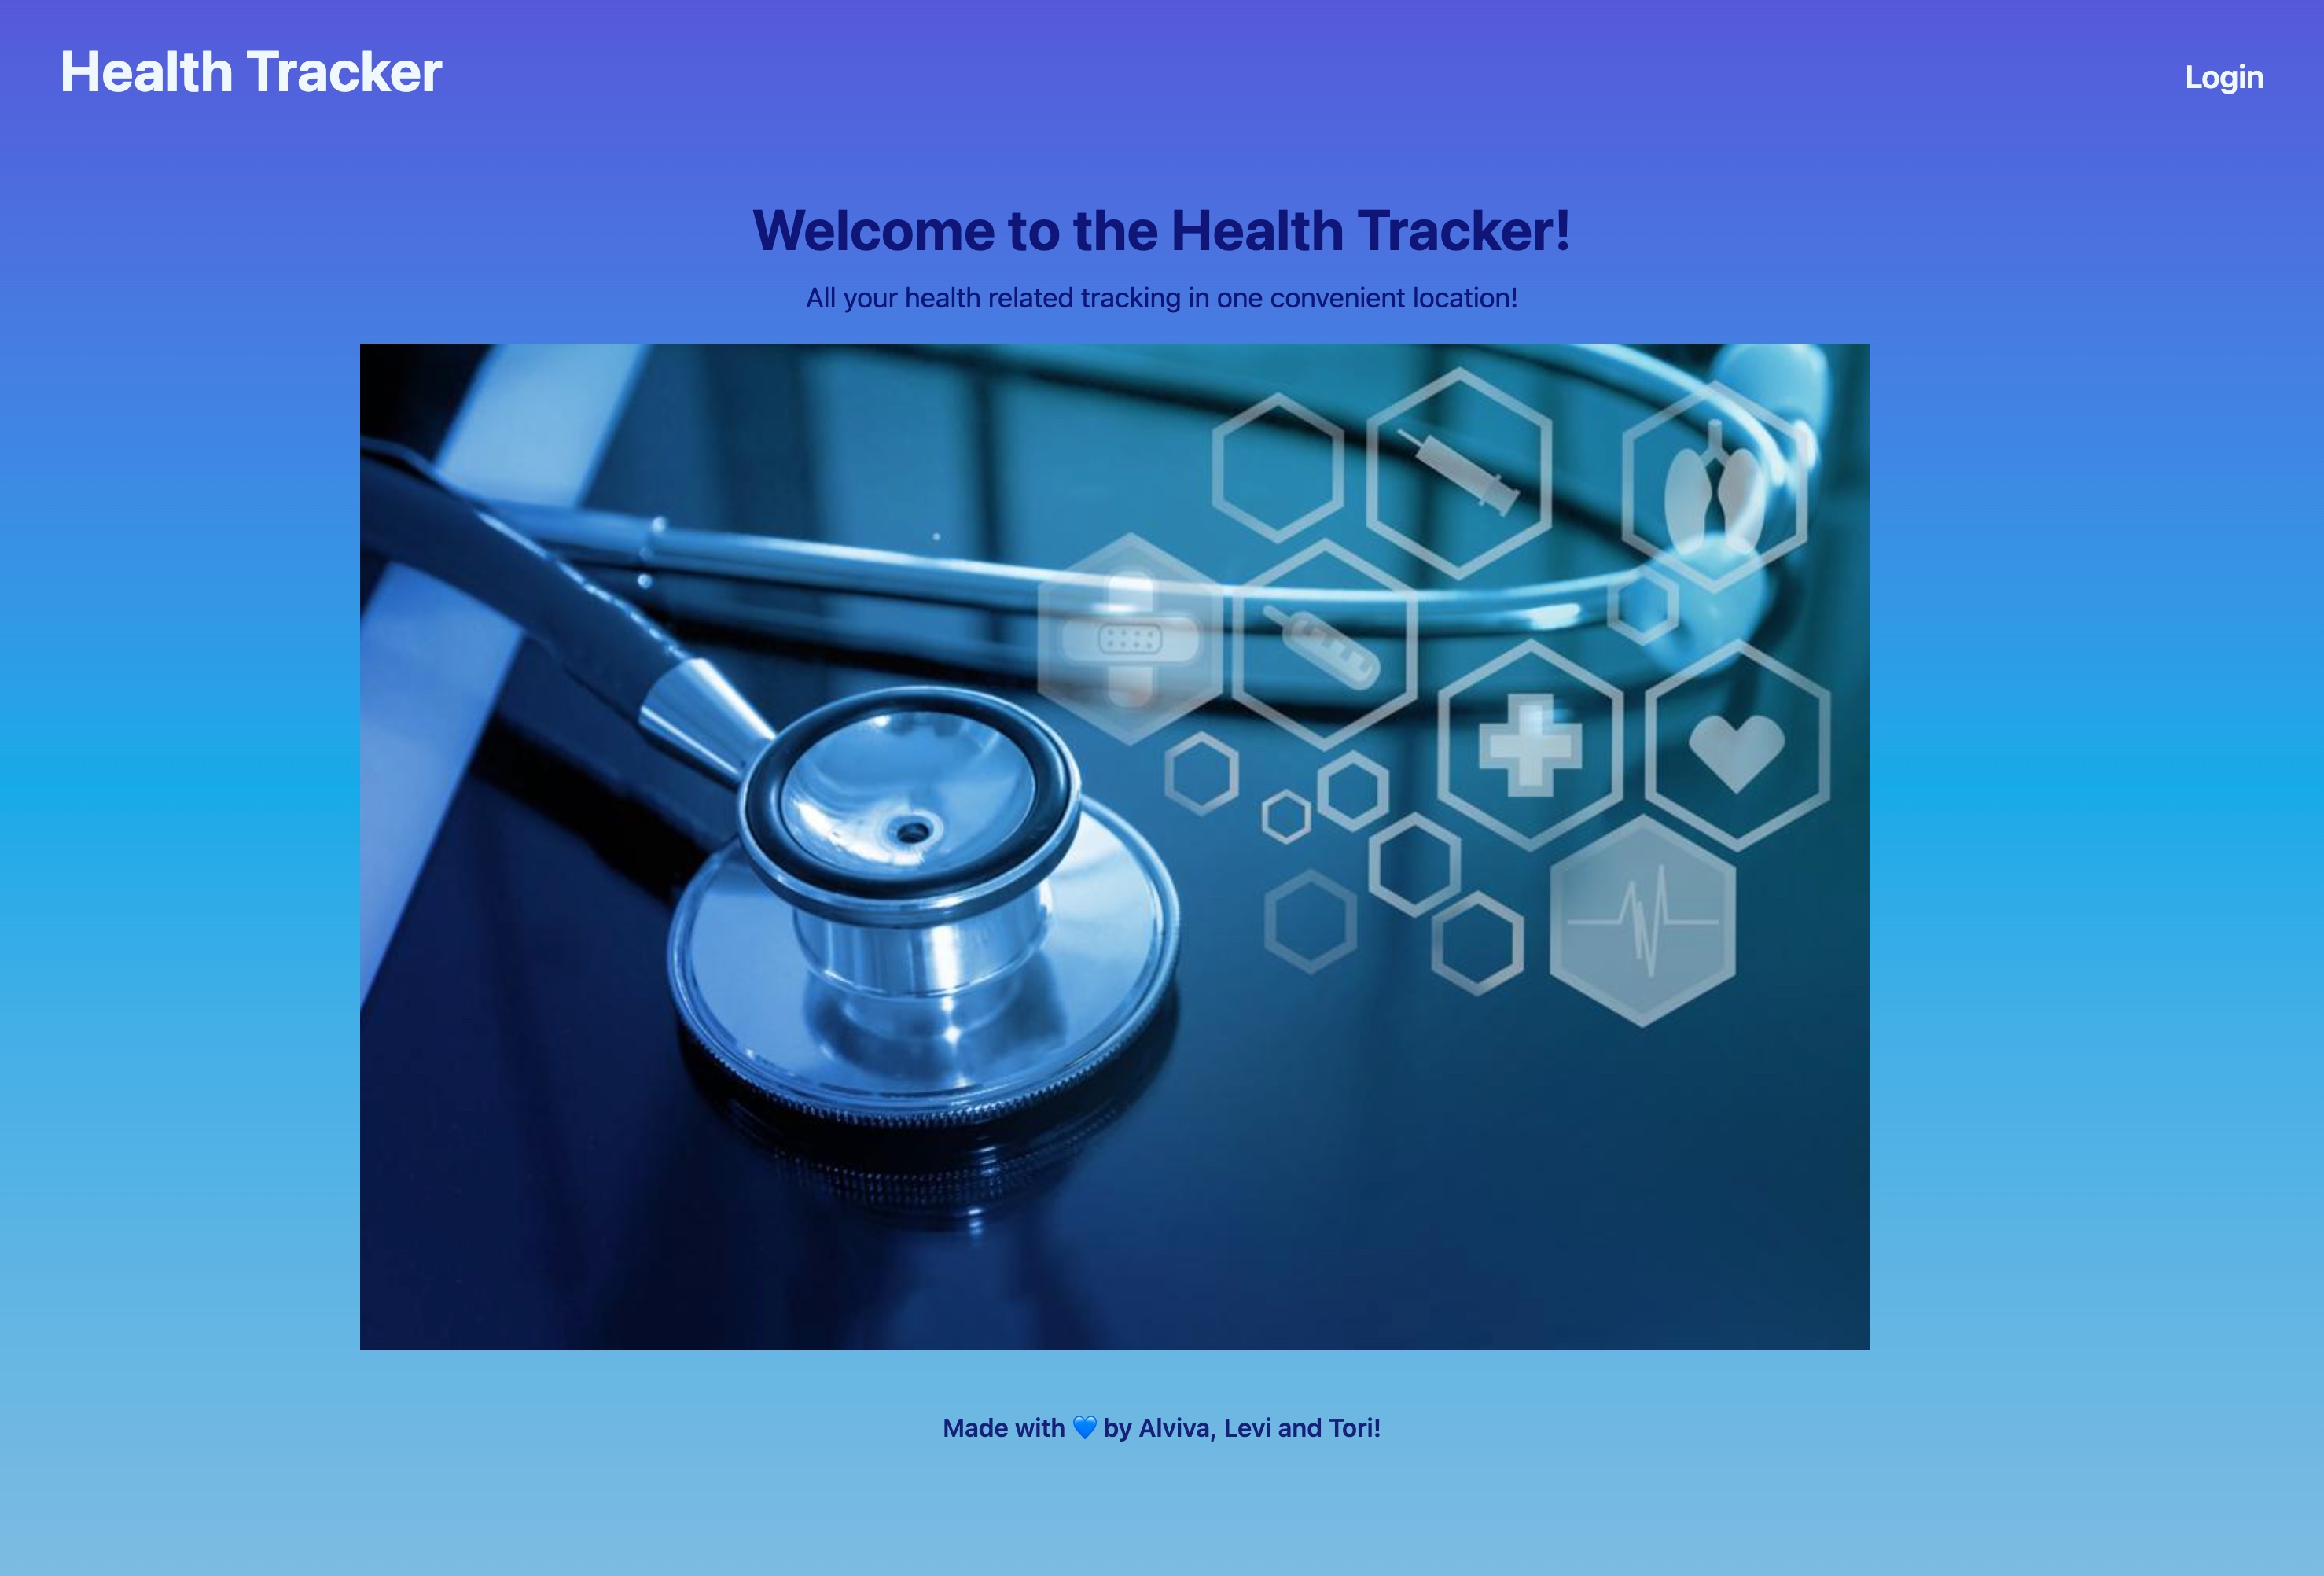 Health Tracker
Login
Welcome to the Health Tracker!
All your health related tracking in one convenient location!
Made with 💙 by Alviva, Levi and Tori!